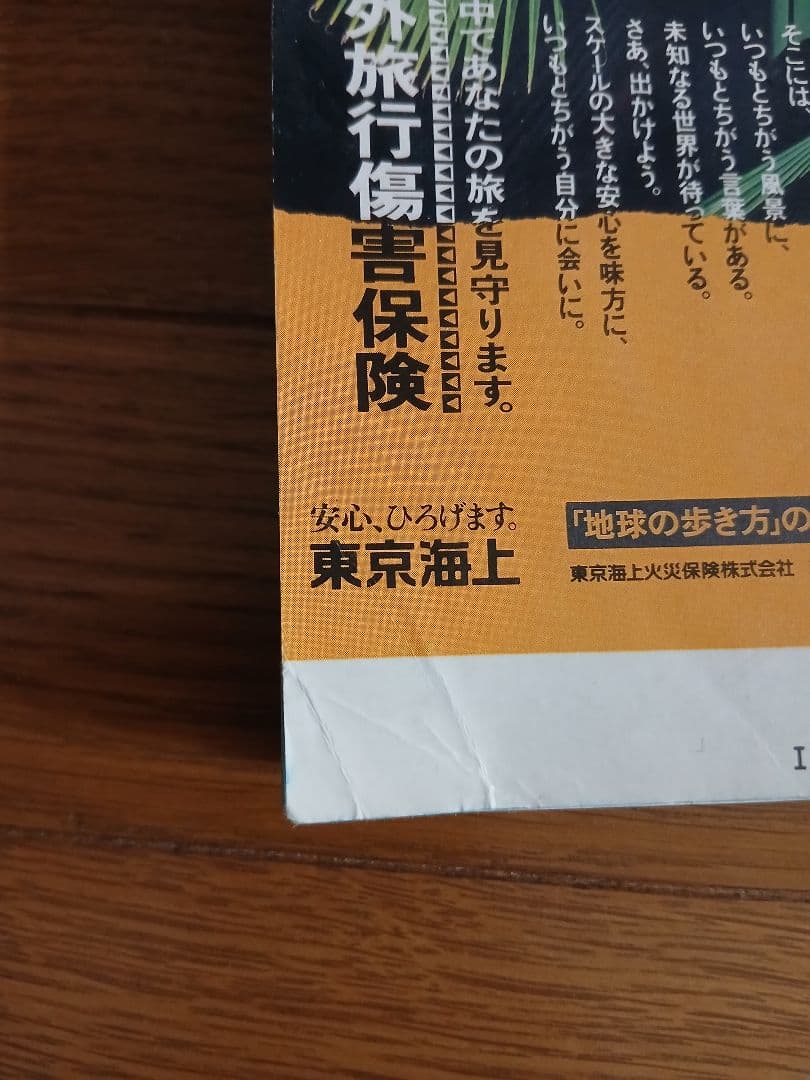 そこには、
いつもとちがう風景に、
いつもとちがう言葉がある。
未知なる世界が待っている。
さあ、出かけよう。
スケールの大きな安心を味方に、
いつもとちがう自分に会いに。
中であなたの旅を見守ります。
外旅行傷害保険
安心、ひろげます。
東京海上
「地球の歩き方」の
東京海上火災保険株式会社
I